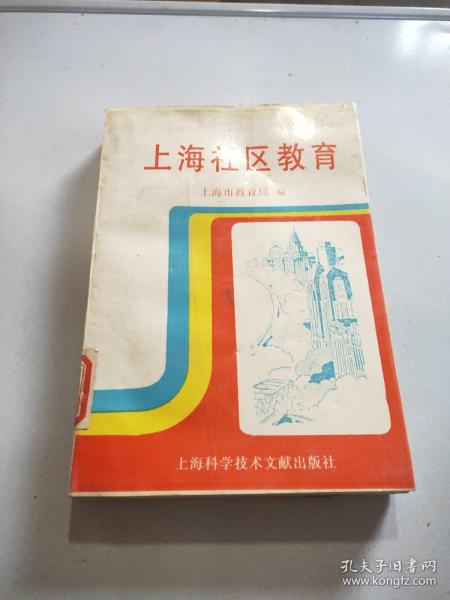 上海社区教育
上海市教育局 编
上海科学技术文献出版社
孔夫子旧书网
www.kongfz.com